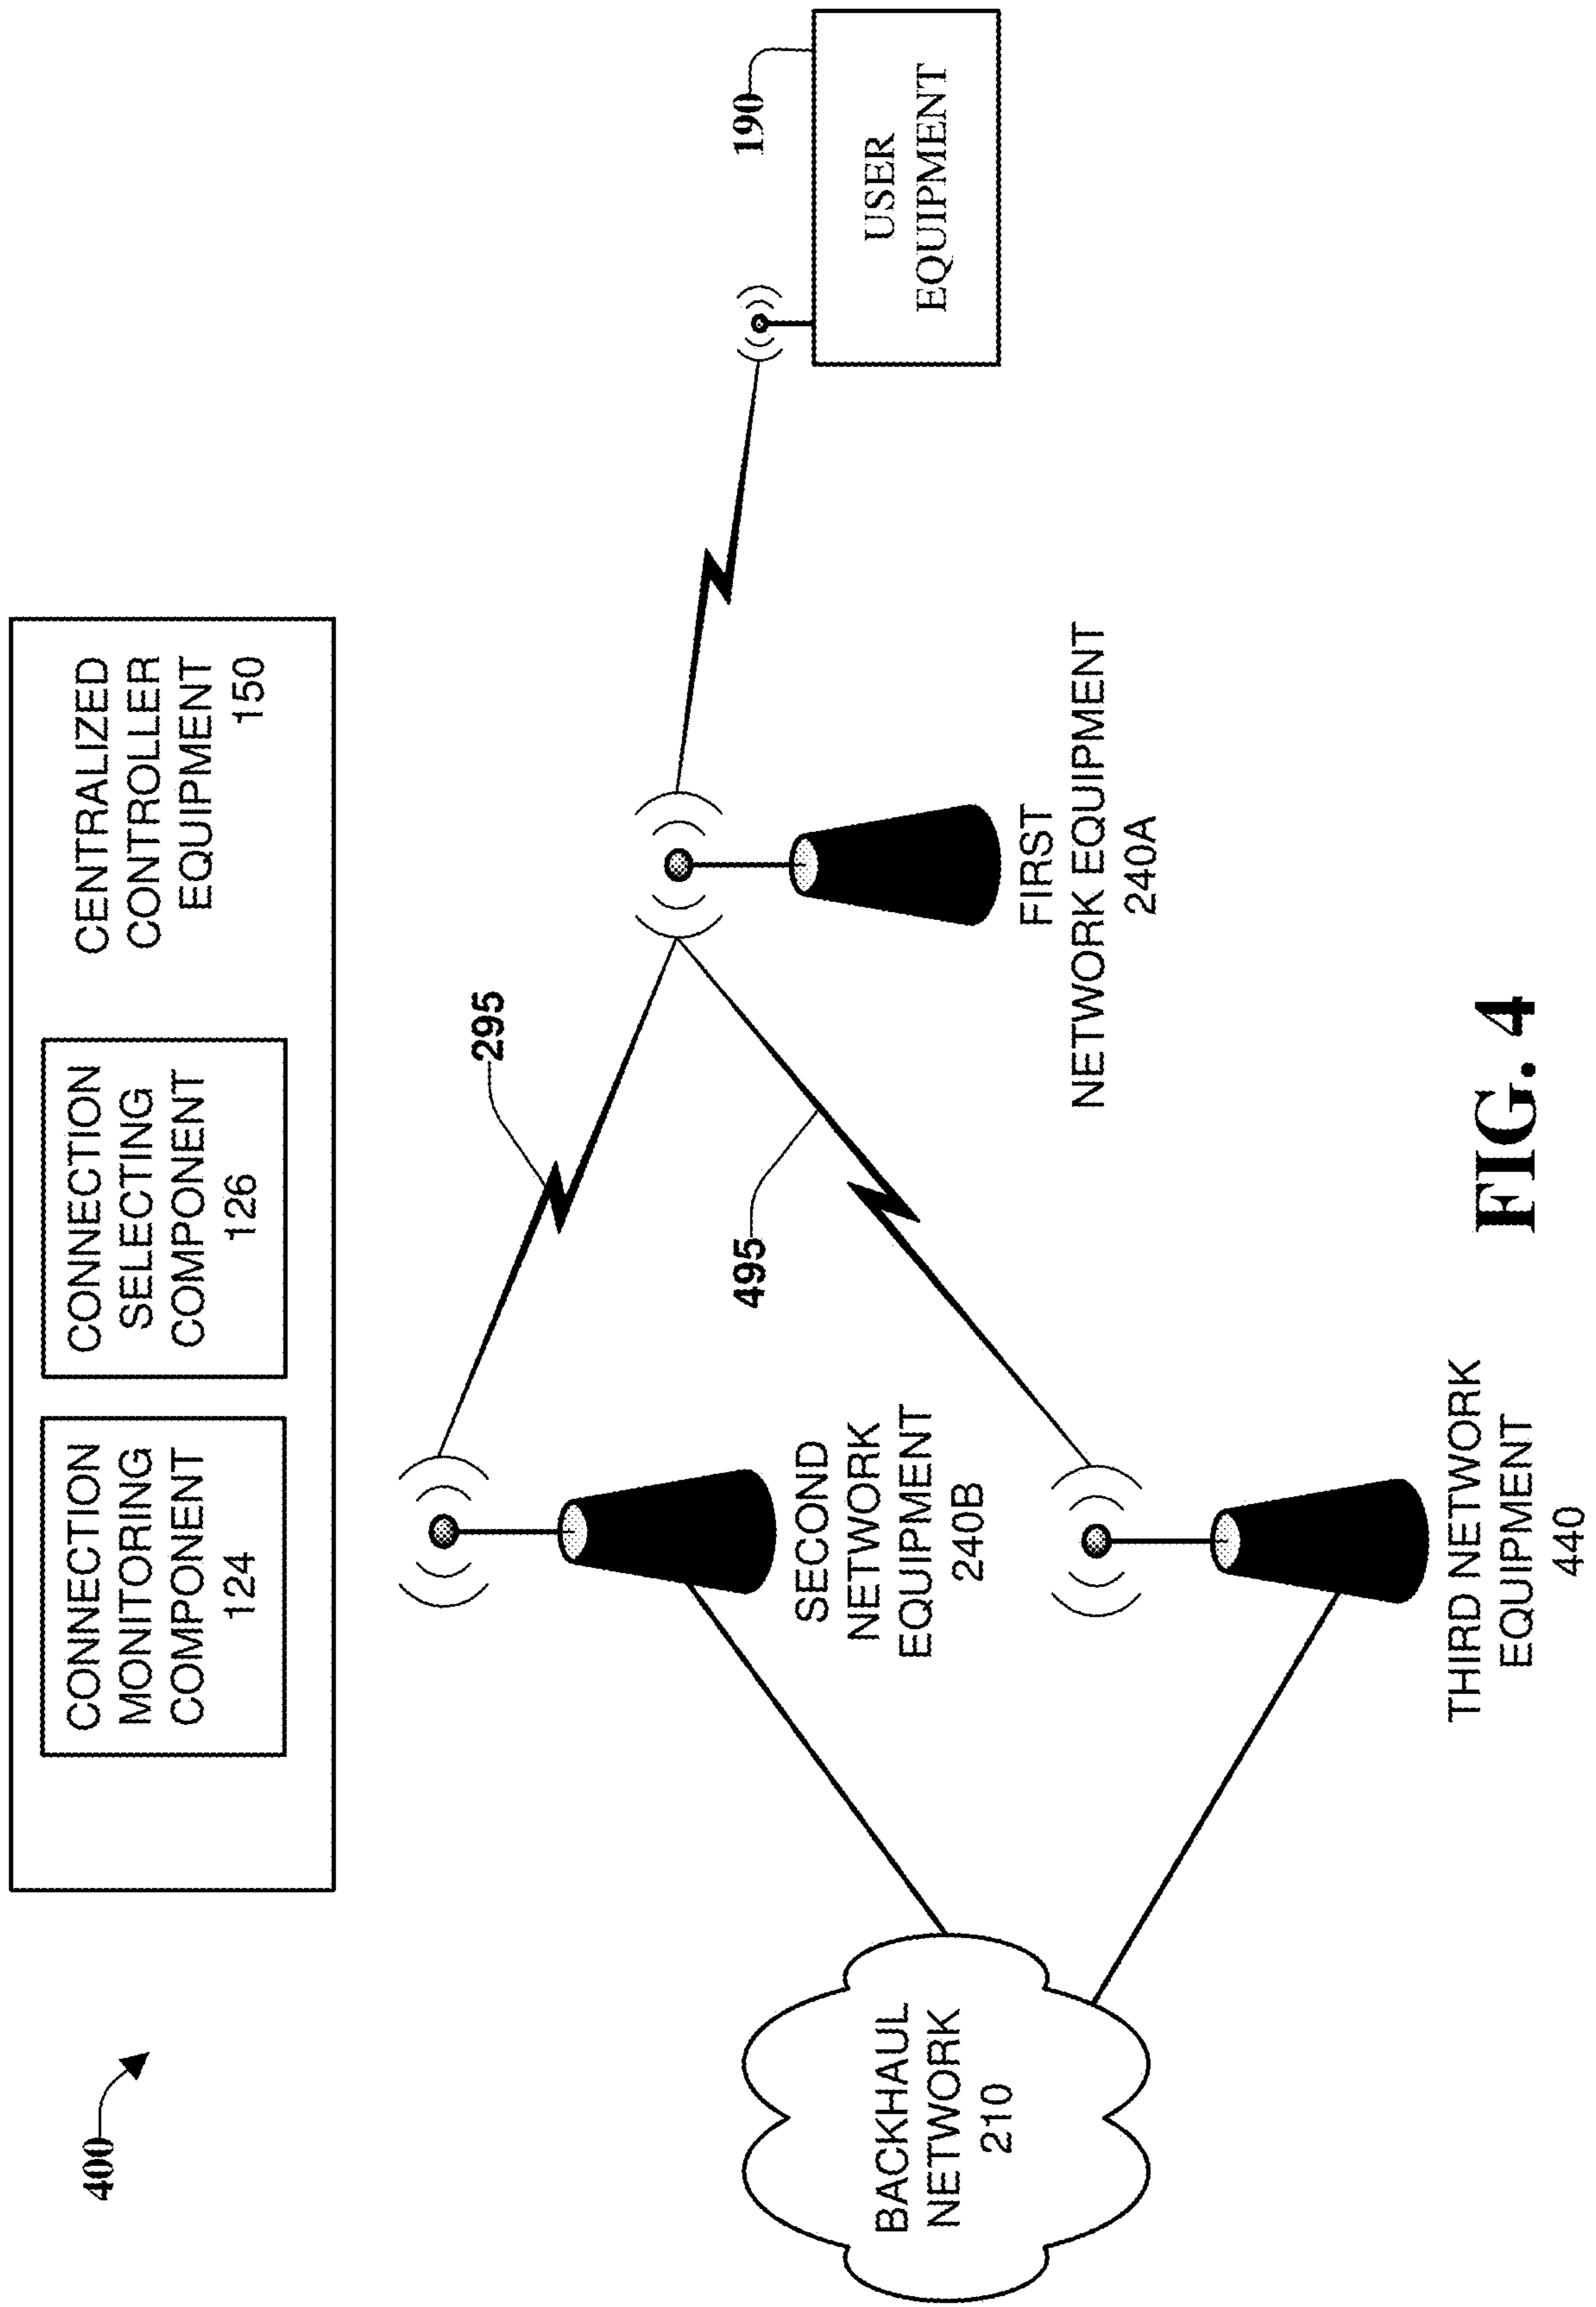 400
CONNECTION
MONITORING
COMPONENT
124
CONNECTION
SELECTING
COMPONENT
126
CENTRALIZED
CONTROLLER
EQUIPMENT
150
295
495
190
USER
EQUIPMENT
BACKHAUL
NETWORK
210
SECOND
NETWORK
EQUIPMENT
240B
FIRST
NETWORK EQUIPMENT
240A
THIRD NETWORK
EQUIPMENT
440
FIG. 4